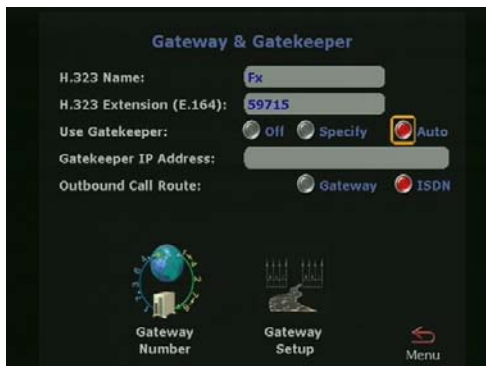 Gateway & Gatekeeper
H.323 Name: Fx
H.323 Extension (E.164): 59715
Use Gatekeeper: Off Specify Auto
Gatekeeper IP Address:
Outbound Call Route: Gateway ISDN
Gateway Number
Gateway Setup
Menu